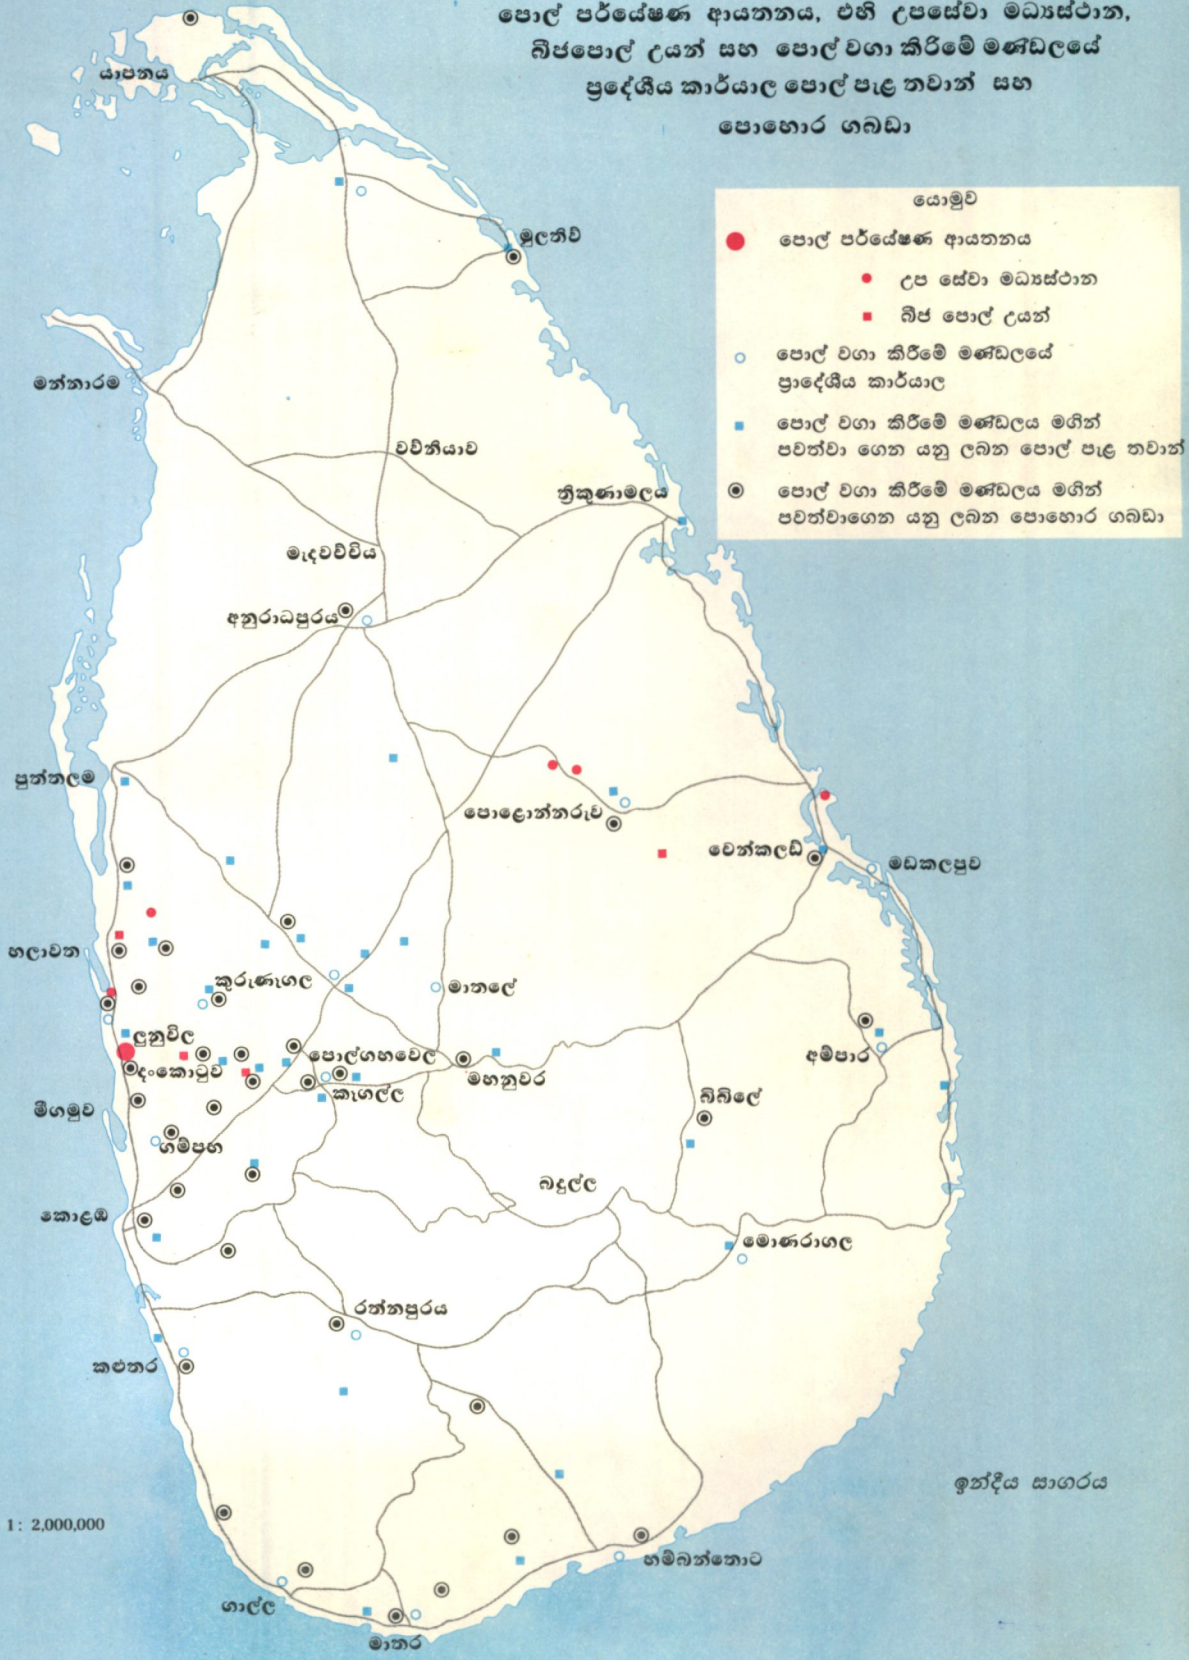 පොල් පර්යේෂණ ආයතනය, එහි උපසේවා මධ්‍යස්ථාන,
බීජපොල් උයන් සහ පොල් වගා කිරිමේ මණ්ඩලයේ
ප්‍රදේශීය කාර්යාල පොල් පැළ තවාන් සහ
පොහොර ගබඩා
යාපනය
යොමුව
පොල් පර්යේෂණ ආයතනය
උප සේවා මධ්‍යස්ථාන
බීජ පොල් උයන්
පොල් වගා කිරීමේ මණ්ඩලයේ
ප්‍රාදේශීය කාර්යාල
පොල් වගා කිරීමේ මණ්ඩලය මගින්
පවත්වා ගෙන යනු ලබන පොල් පැළ තවාන්
පොල් වගා කිරීමේ මණ්ඩලය මගින්
පවත්වාගෙන යනු ලබන පොහොර ගබඩා
මුලතිව්
මන්නාරම
වව්නියාව
ත්‍රිකුණාමලය
මැදවච්චිය
අනුරාධපුරය
පුත්තලම
පොළොන්නරුව
චෙන්කලඩ්
මඩකලපුව
හලාවත
කුරුණෑගල
මාතලේ
ලුනුවිල
දංකොටුව
පොල්ගහවෙල
මහනුවර
අම්පාර
කෑගල්ල
මීගමුව
බිබිලේ
ගම්පහ
බදුල්ල
කොළඹ
මොණරාගල
රත්නපුරය
කළුතර
ඉන්දීය සාගරය
1: 2,000,000
හම්බන්තොට
ගාල්ල
මාතර